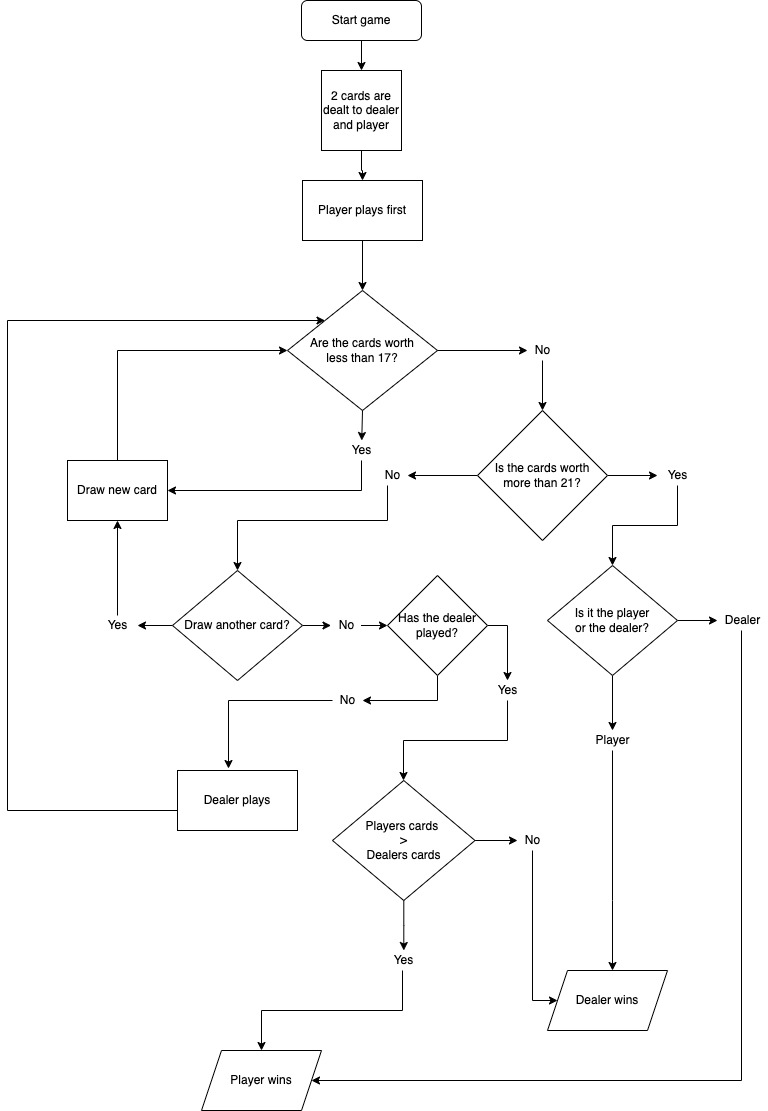 Start game
2 cards are
dealt to dealer
and player
Player plays first
Are the cards worth
less than 17?
No
Yes
Is the cards worth
more than 21?
No
Yes
Draw new card
Draw another card?
Yes
No
Has the dealer
played?
Is it the player
or the dealer?
Dealer
No
Yes
Player
Dealer plays
Players cards
>
Dealers cards
No
Yes
Dealer wins
Player wins